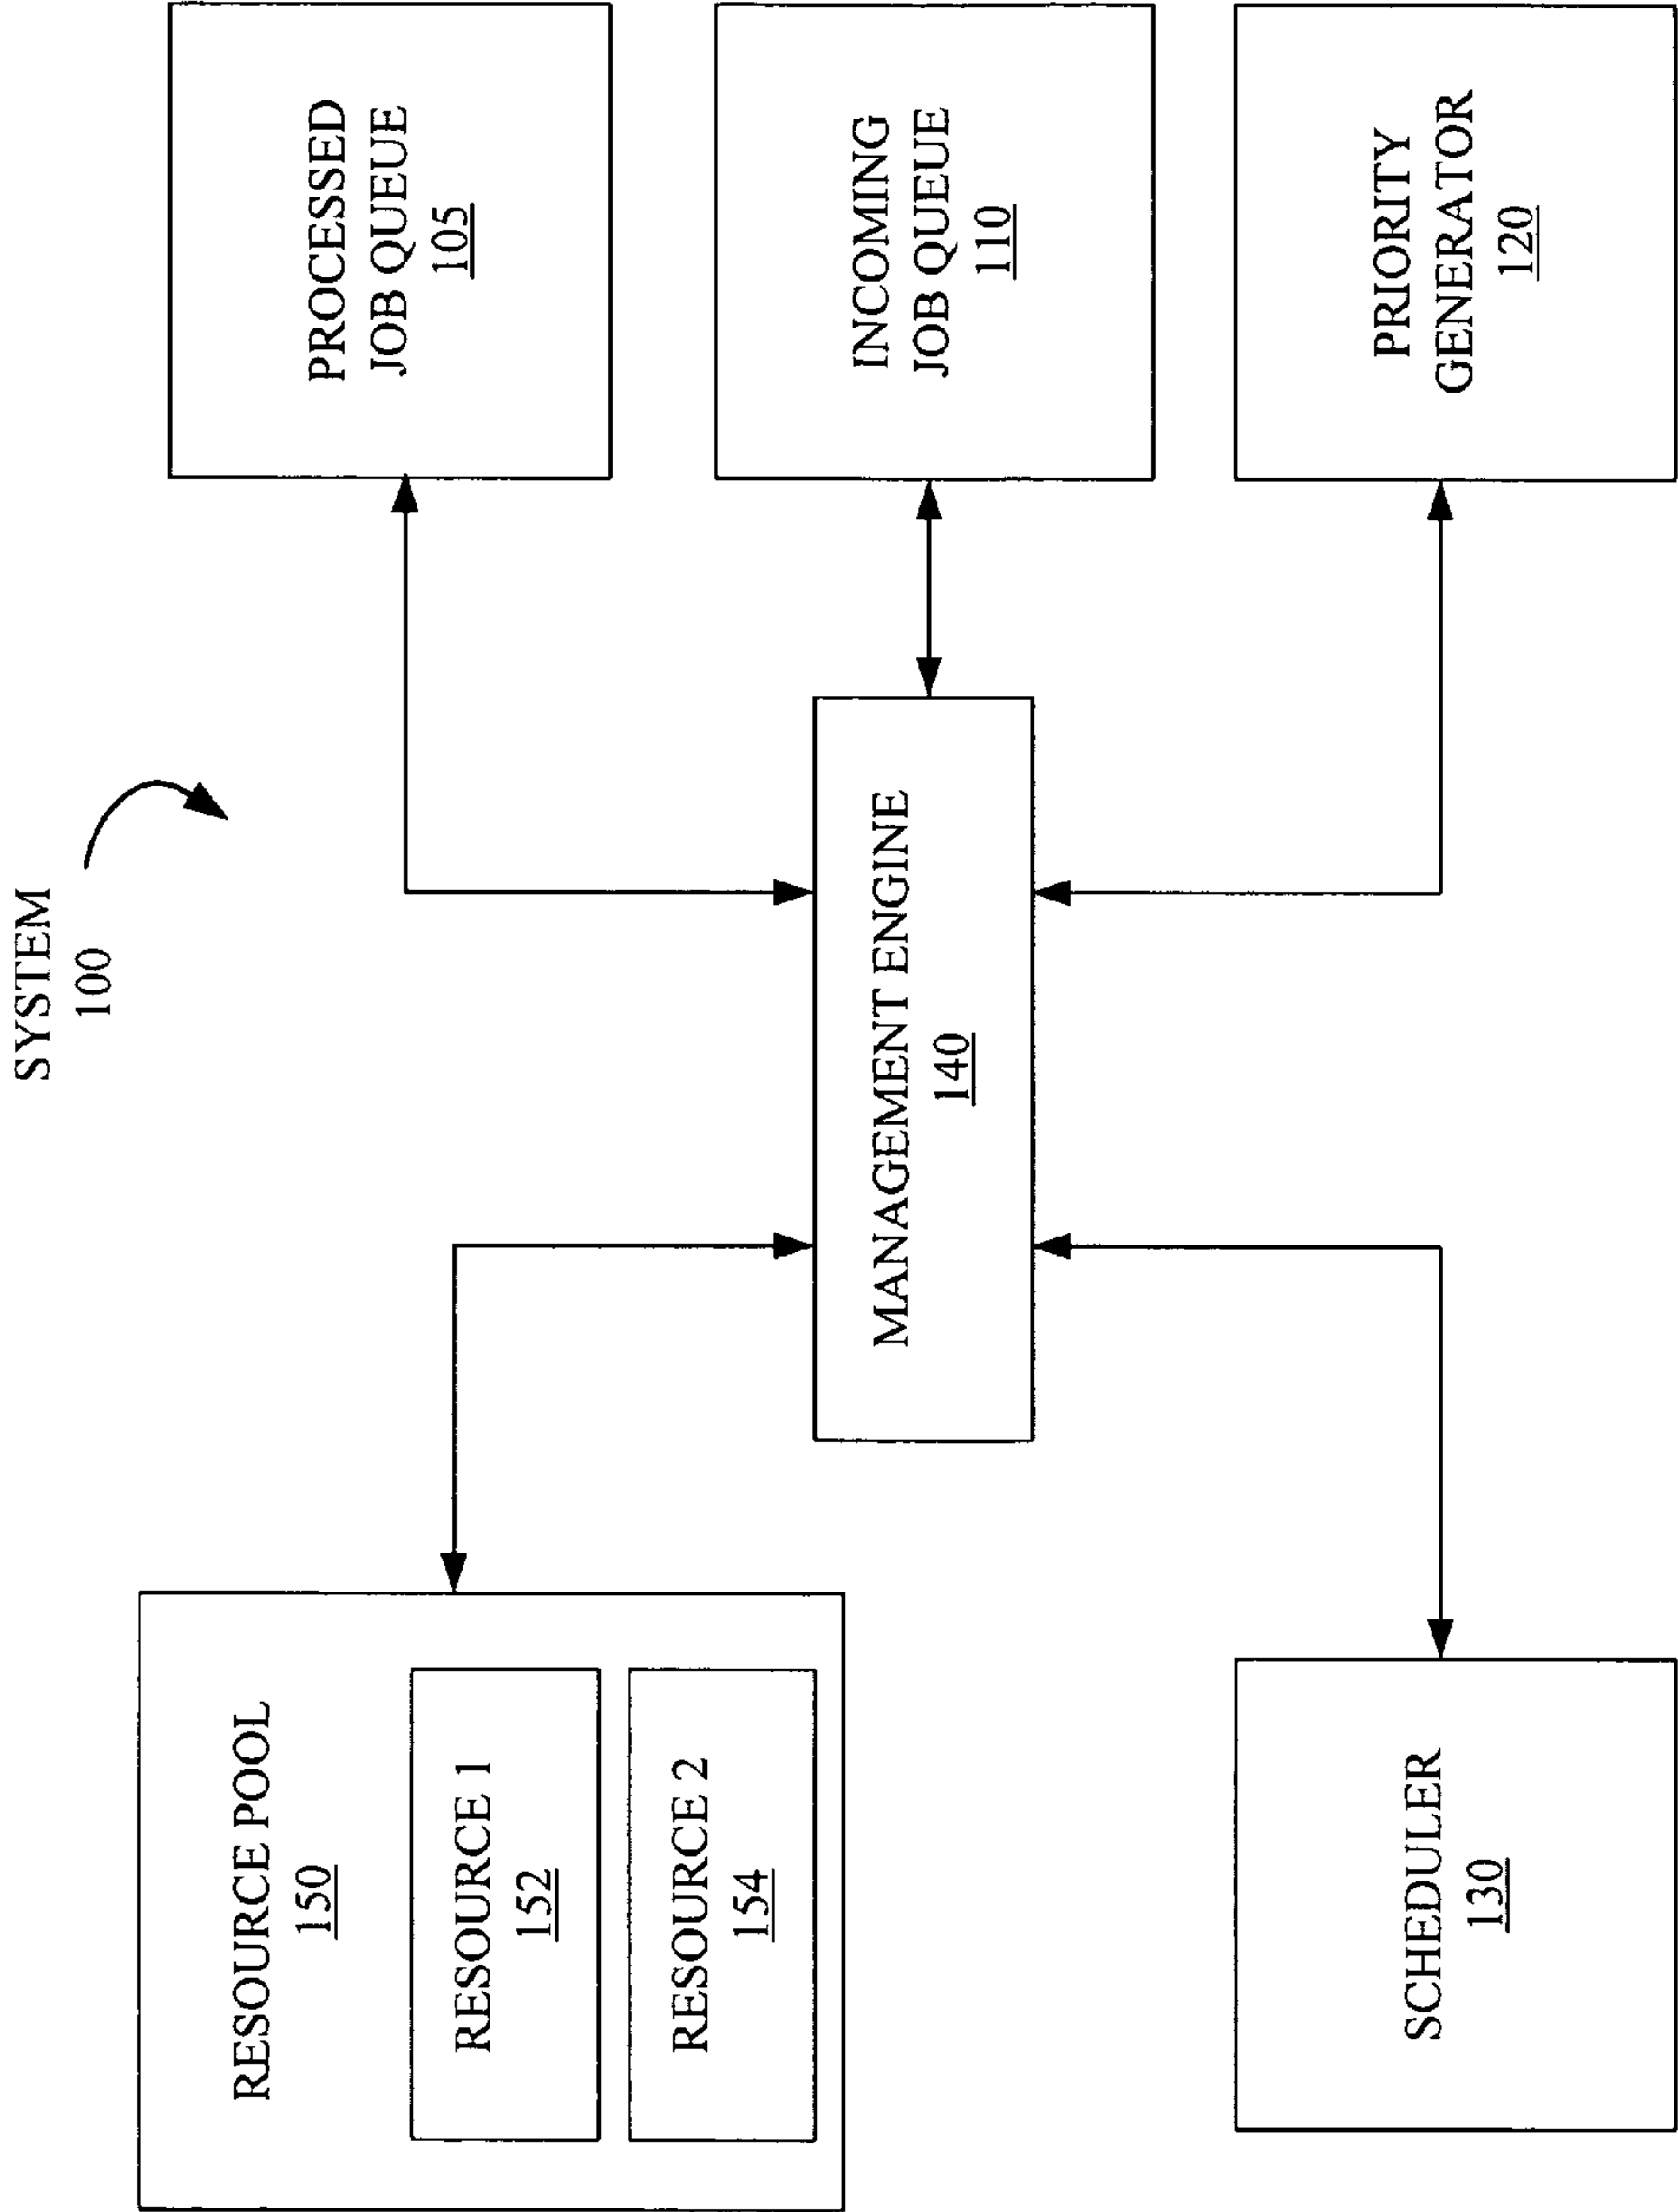 SYSTEM
100
RESOURCE POOL
150
RESOURCE 1
152
RESOURCE 2
154
PROCESSED
JOB QUEUE
105
INCOMING
JOB QUEUE
110
MANAGEMENT ENGINE
140
SCHEDULER
130
PRIORITY
GENERATOR
120